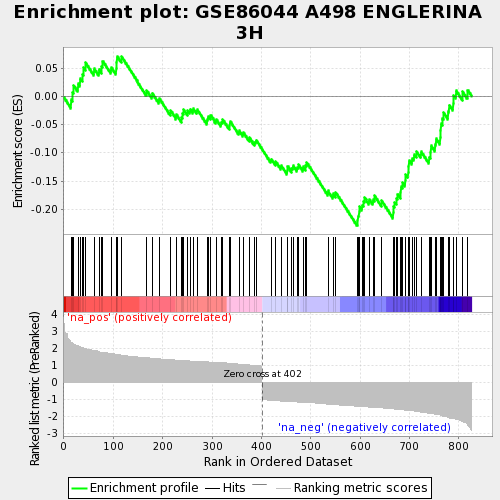 Enrichment plot: GSE86044 A498 ENGLERINA
3H
Enrichment score (ES)
0.05
0.00
-0.05
-0.10
-0.15
-0.20
'na_pos' (positively correlated)
Ranked list metric (PreRanked)
4
3
2
1
0
-1
-2
-3
Zero cross at 402
'na_neg' (negatively correlated)
0 100 200 300 400 500 600 700 800
Rank in Ordered Dataset
Enrichment profile Hits Ranking metric scores